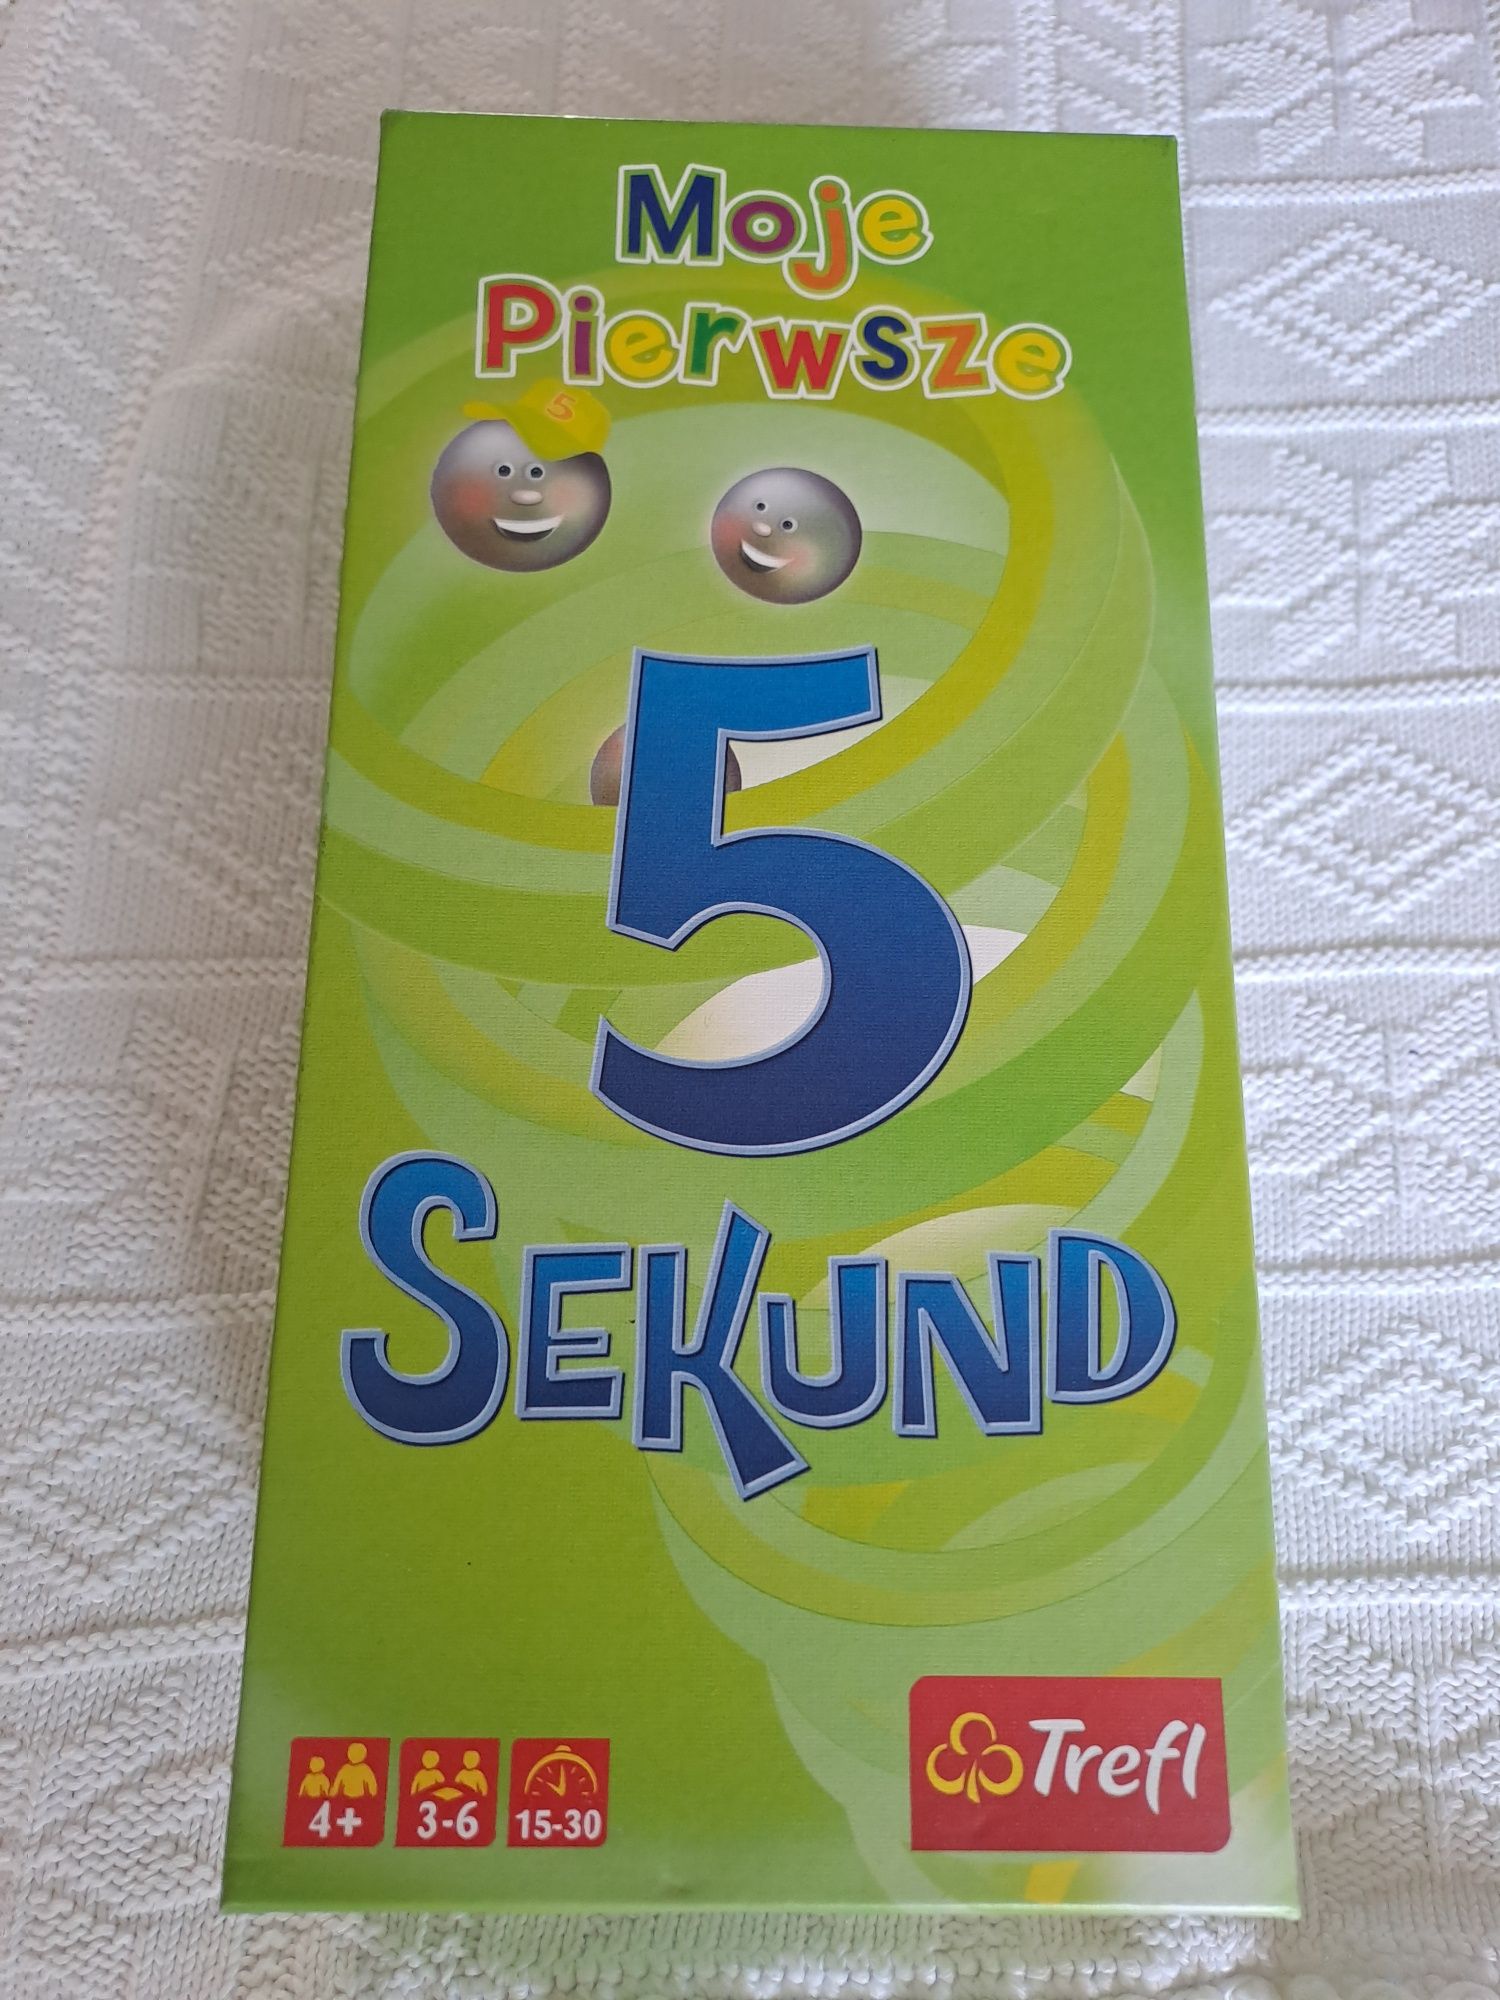 Moje
Pierwsze
5
5
SEKUND
4+
3-6
15-30
Trefl